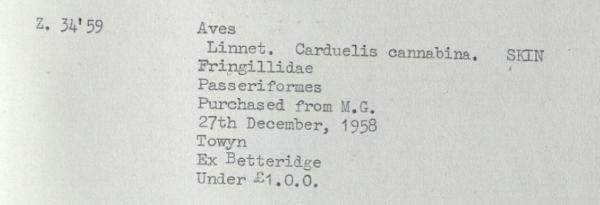 Z. 34'59 Aves
Linnet. Carduelis cannabina. SKIN
Fringillidae
Passeriformes
Purchased from M.G.
27th December, 1958
Towyn
Ex Betteridge
Under £1.0.0.